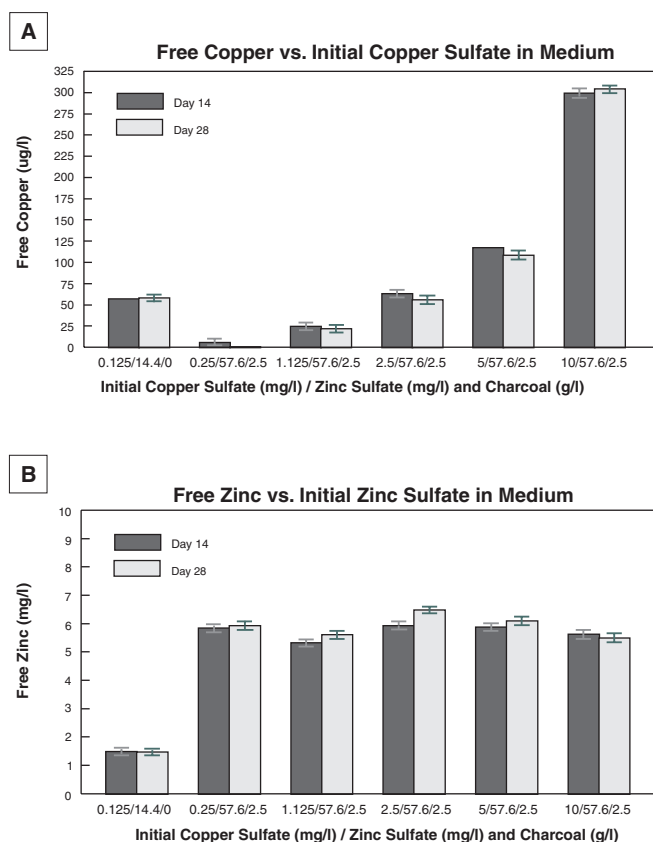 A
Free Copper vs. Initial Copper Sulfate in Medium
325
300
275
250
225
200
175
150
125
100
75
50
25
0
Free Copper (ug/l)
Day 14
Day 28
0.125/14.4/0 0.25/57.6/2.5 1.125/57.6/2.5 2.5/57.6/2.5 5/57.6/2.5 10/57.6/2.5
Initial Copper Sulfate (mg/l) / Zinc Sulfate (mg/l) and Charcoal (g/l)
B
Free Zinc vs. Initial Zinc Sulfate in Medium
10
9
8
7
6
5
4
3
2
1
0
Free Zinc (mg/l)
Day 14
Day 28
0.125/14.4/0 0.25/57.6/2.5 1.125/57.6/2.5 2.5/57.6/2.5 5/57.6/2.5 10/57.6/2.5
Initial Copper Sulfate (mg/l) / Zinc Sulfate (mg/l) and Charcoal (g/l)